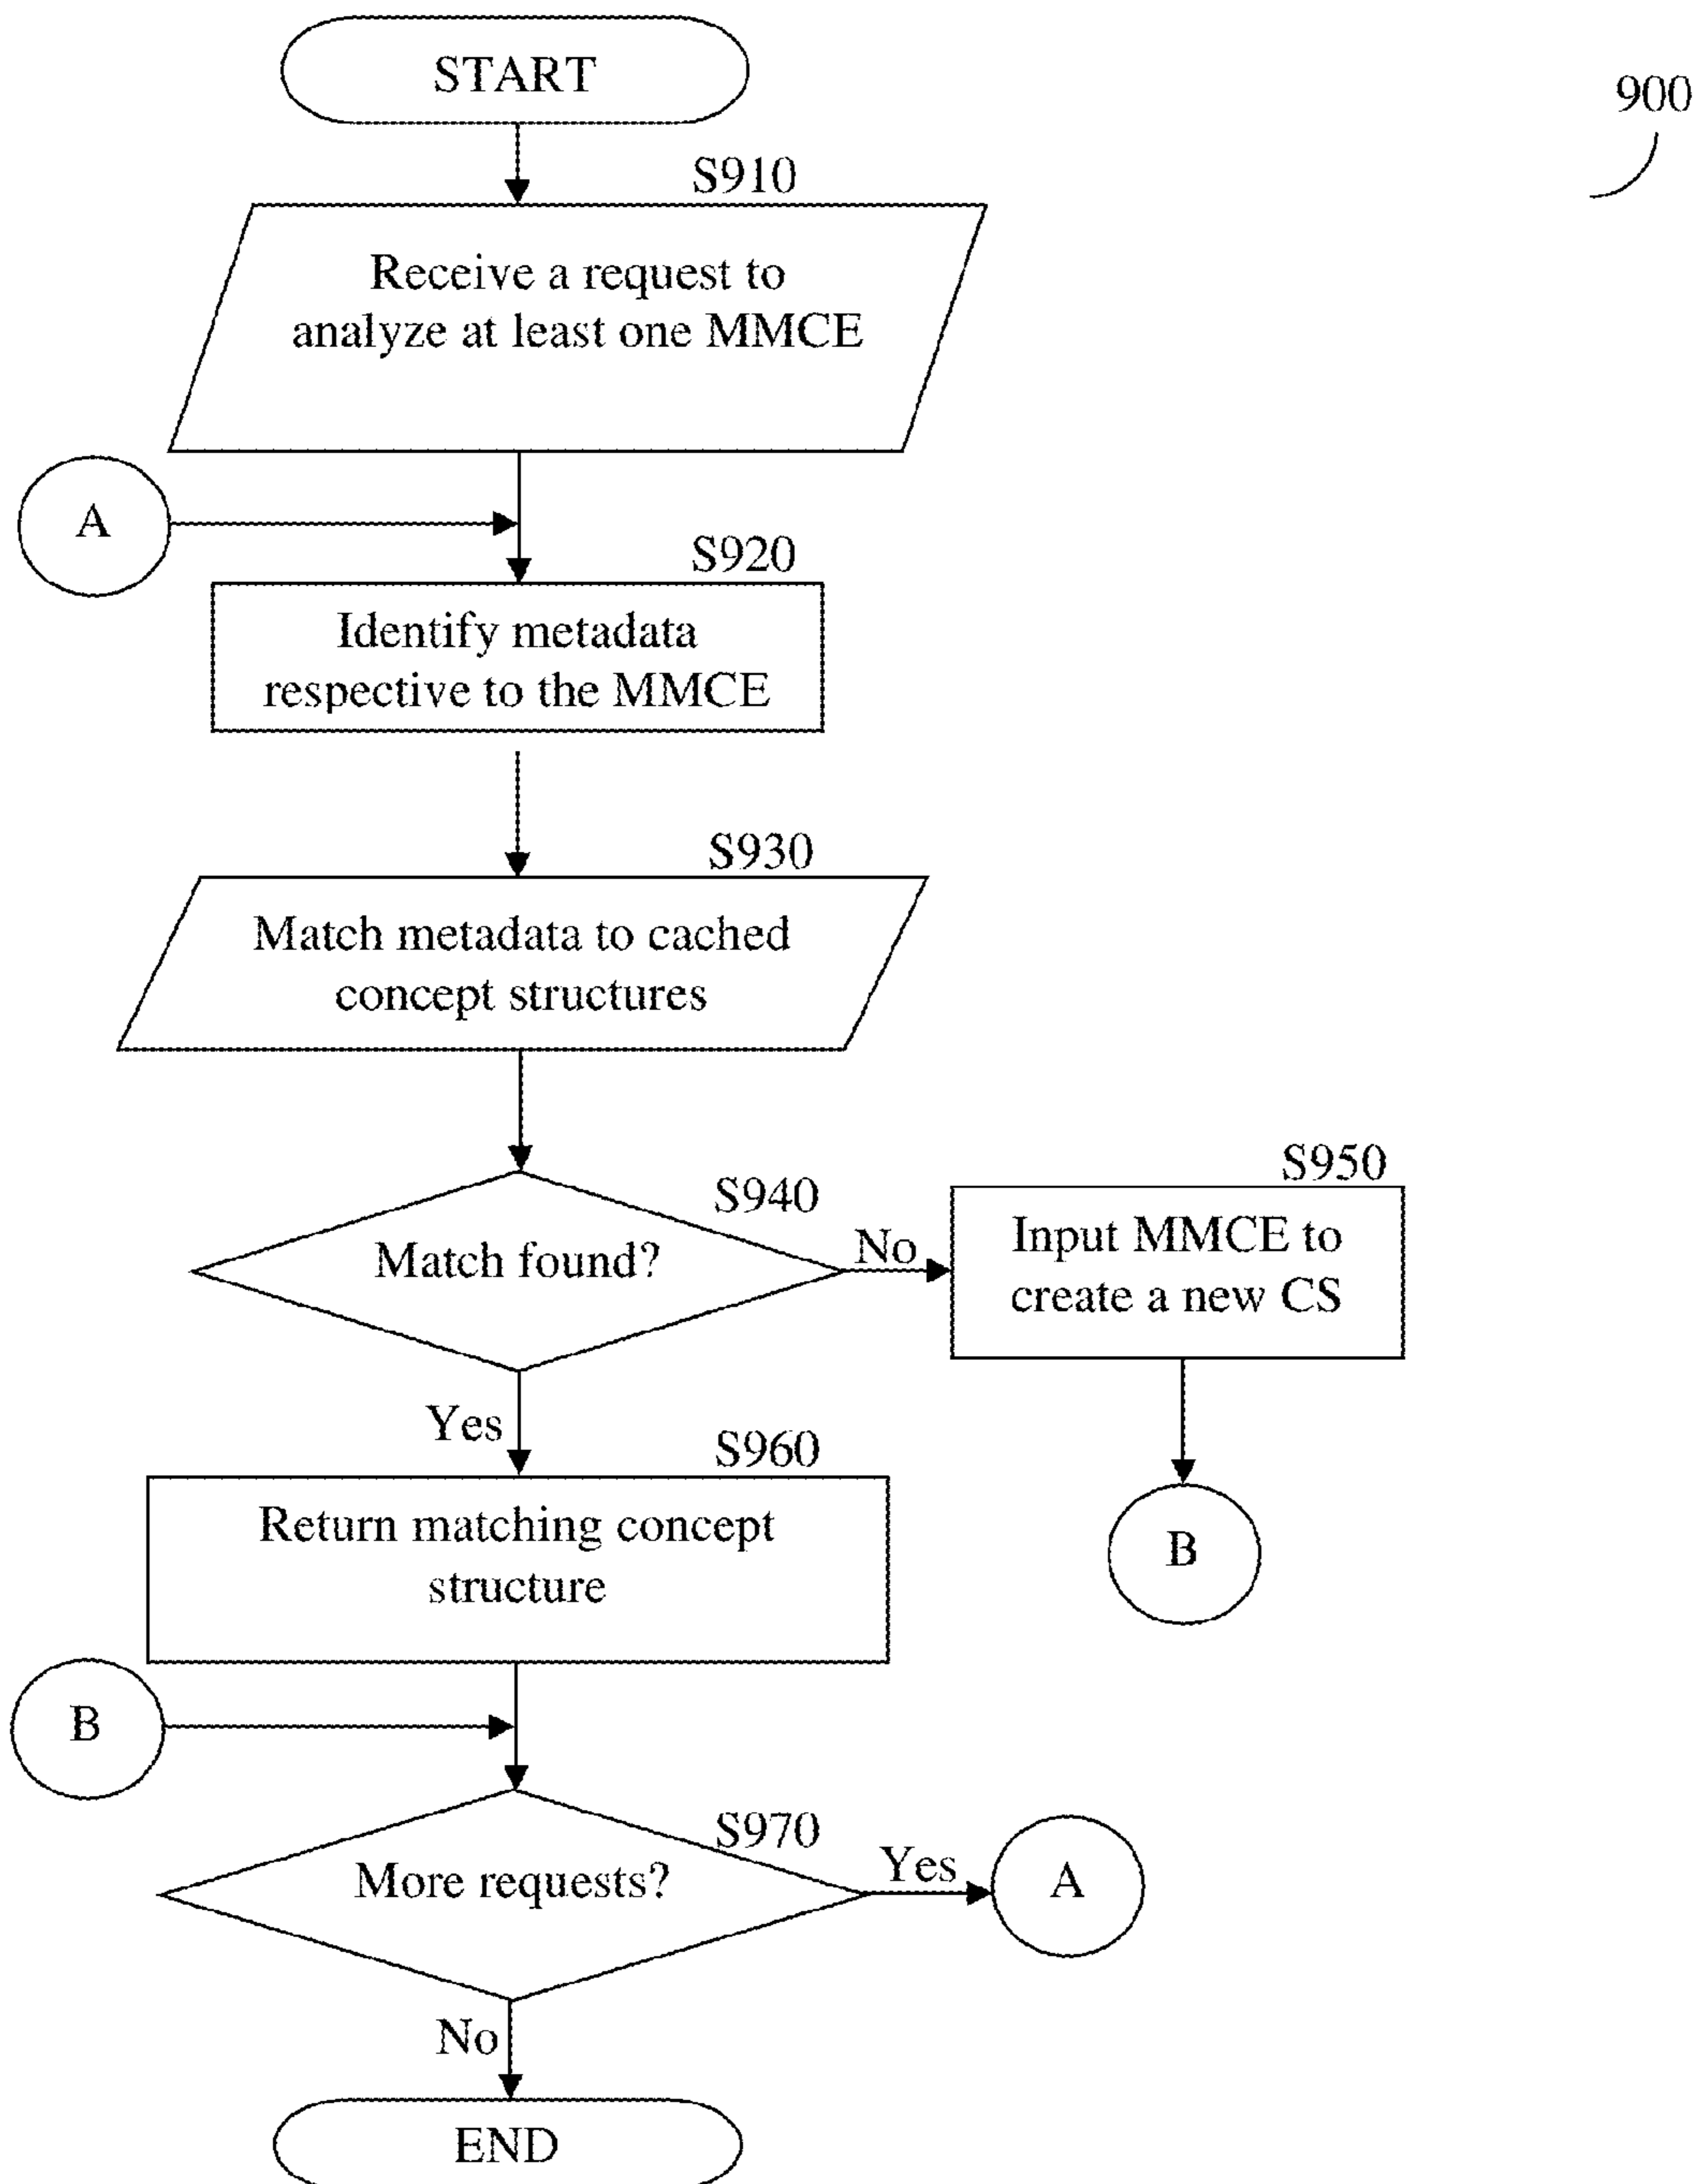 START
900
S910
Receive a request to
analyze at least one MMCE
A
S920
Identify metadata
respective to the MMCE
S930
Match metadata to cached
concept structures
S940
Match found?
No
S950
Input MMCE to
create a new CS
B
Yes
S960
Return matching concept
structure
B
S970
More requests?
Yes
A
No
END